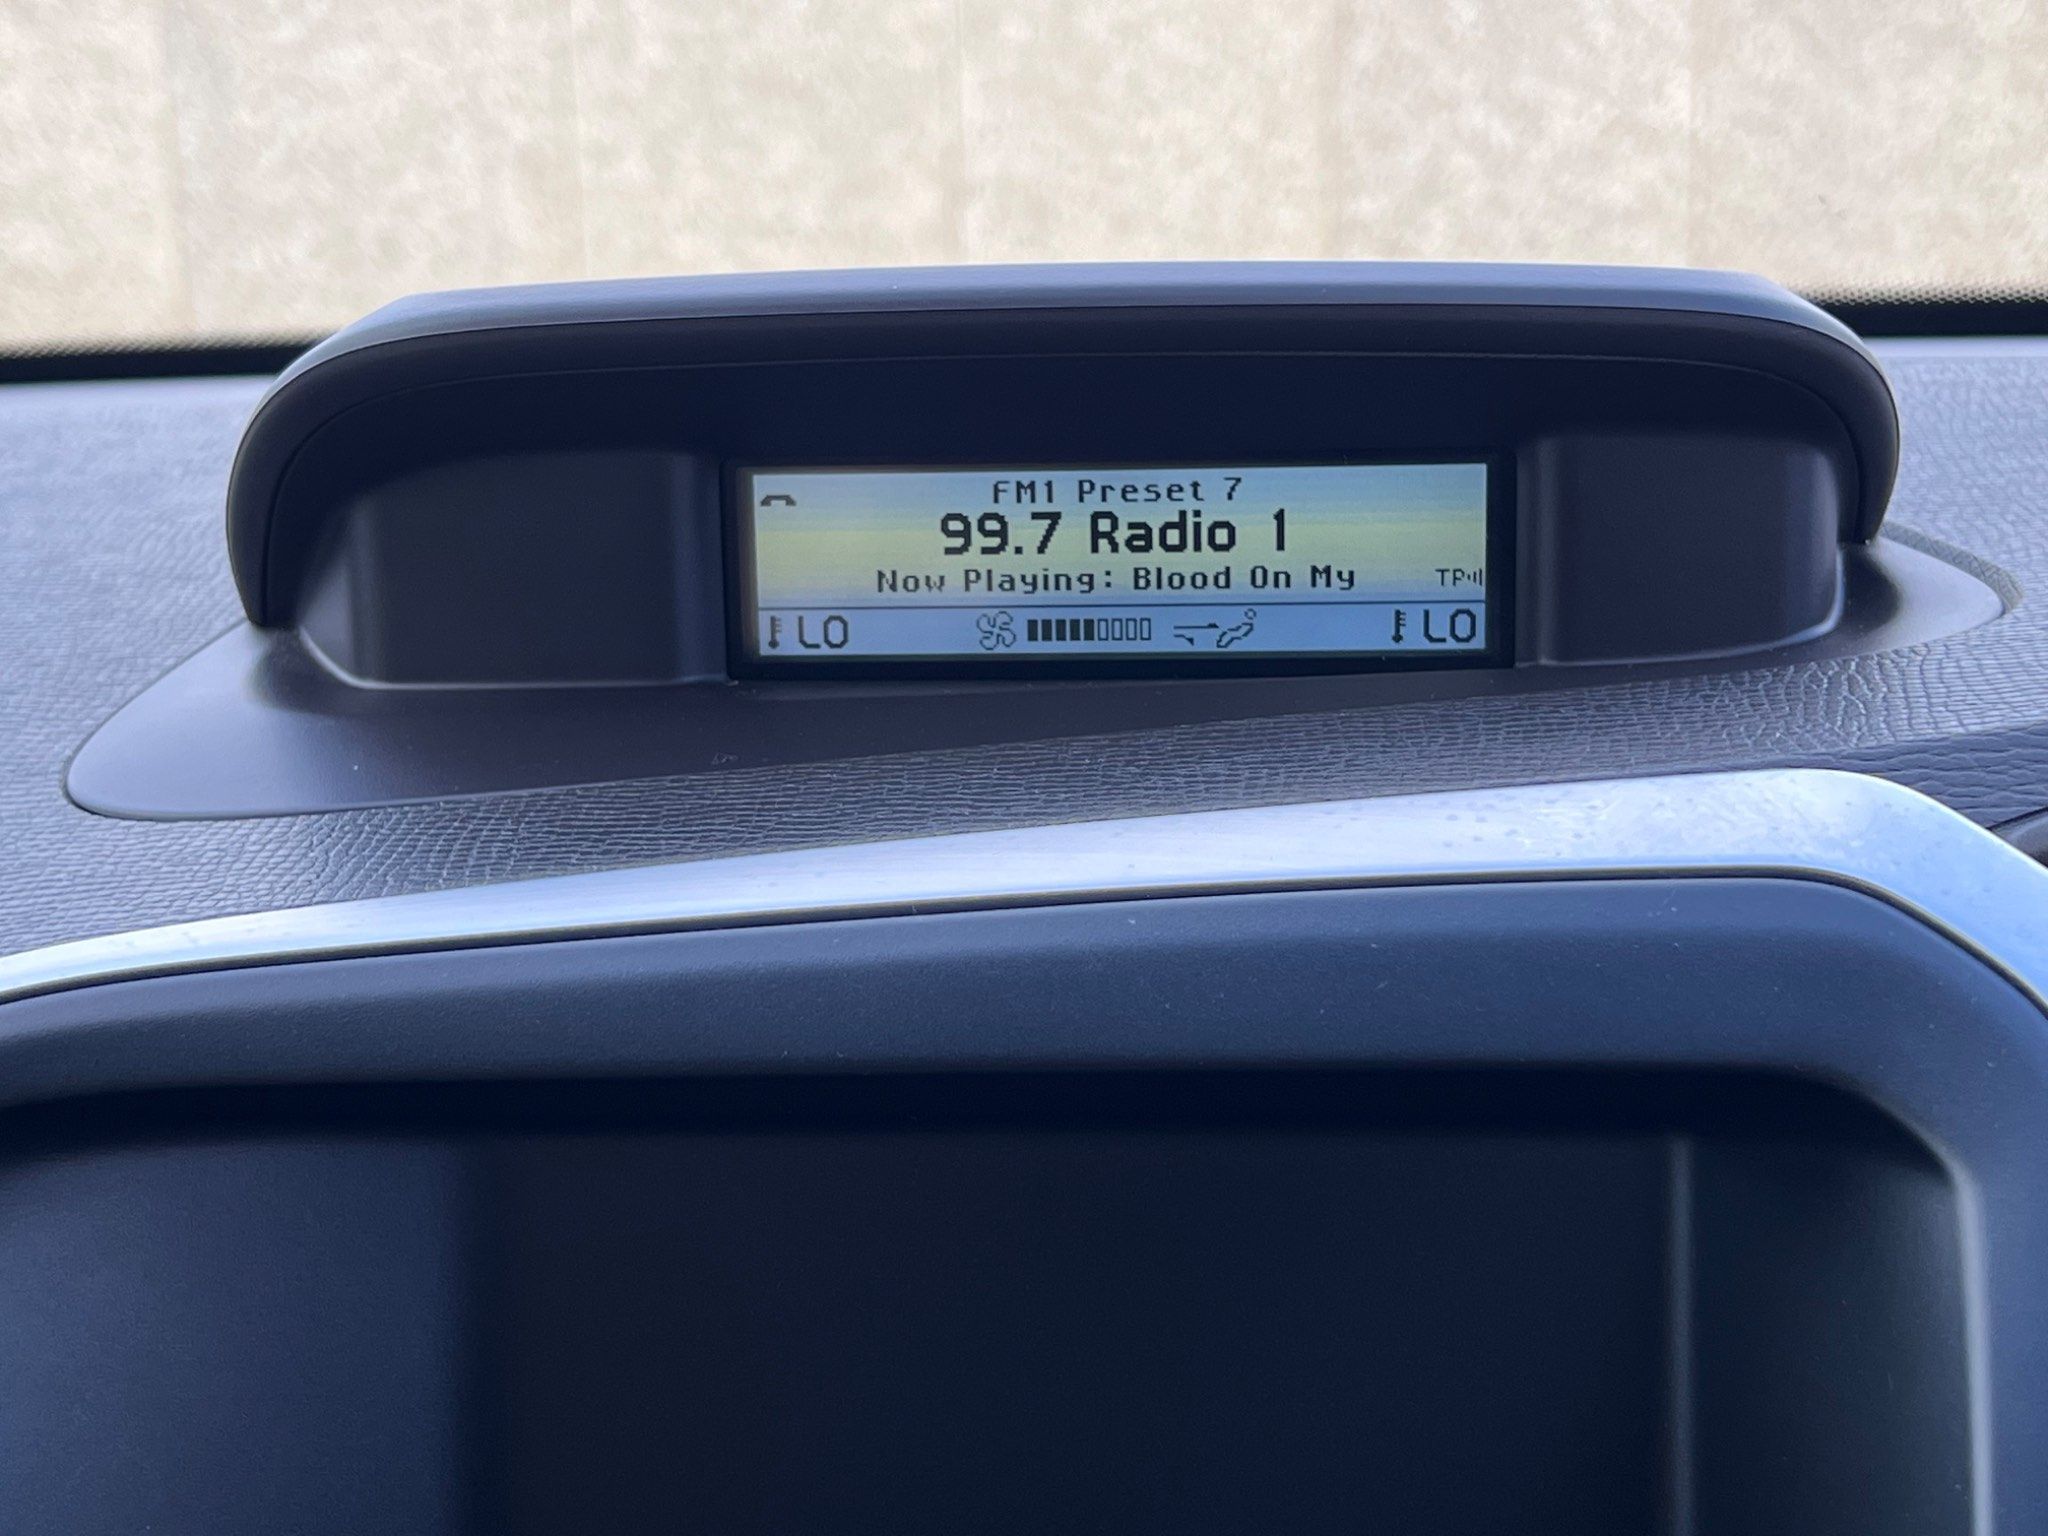 FM1 Preset 7
99.7 Radio 1
Now Playing: Blood On My
TP
LO LO